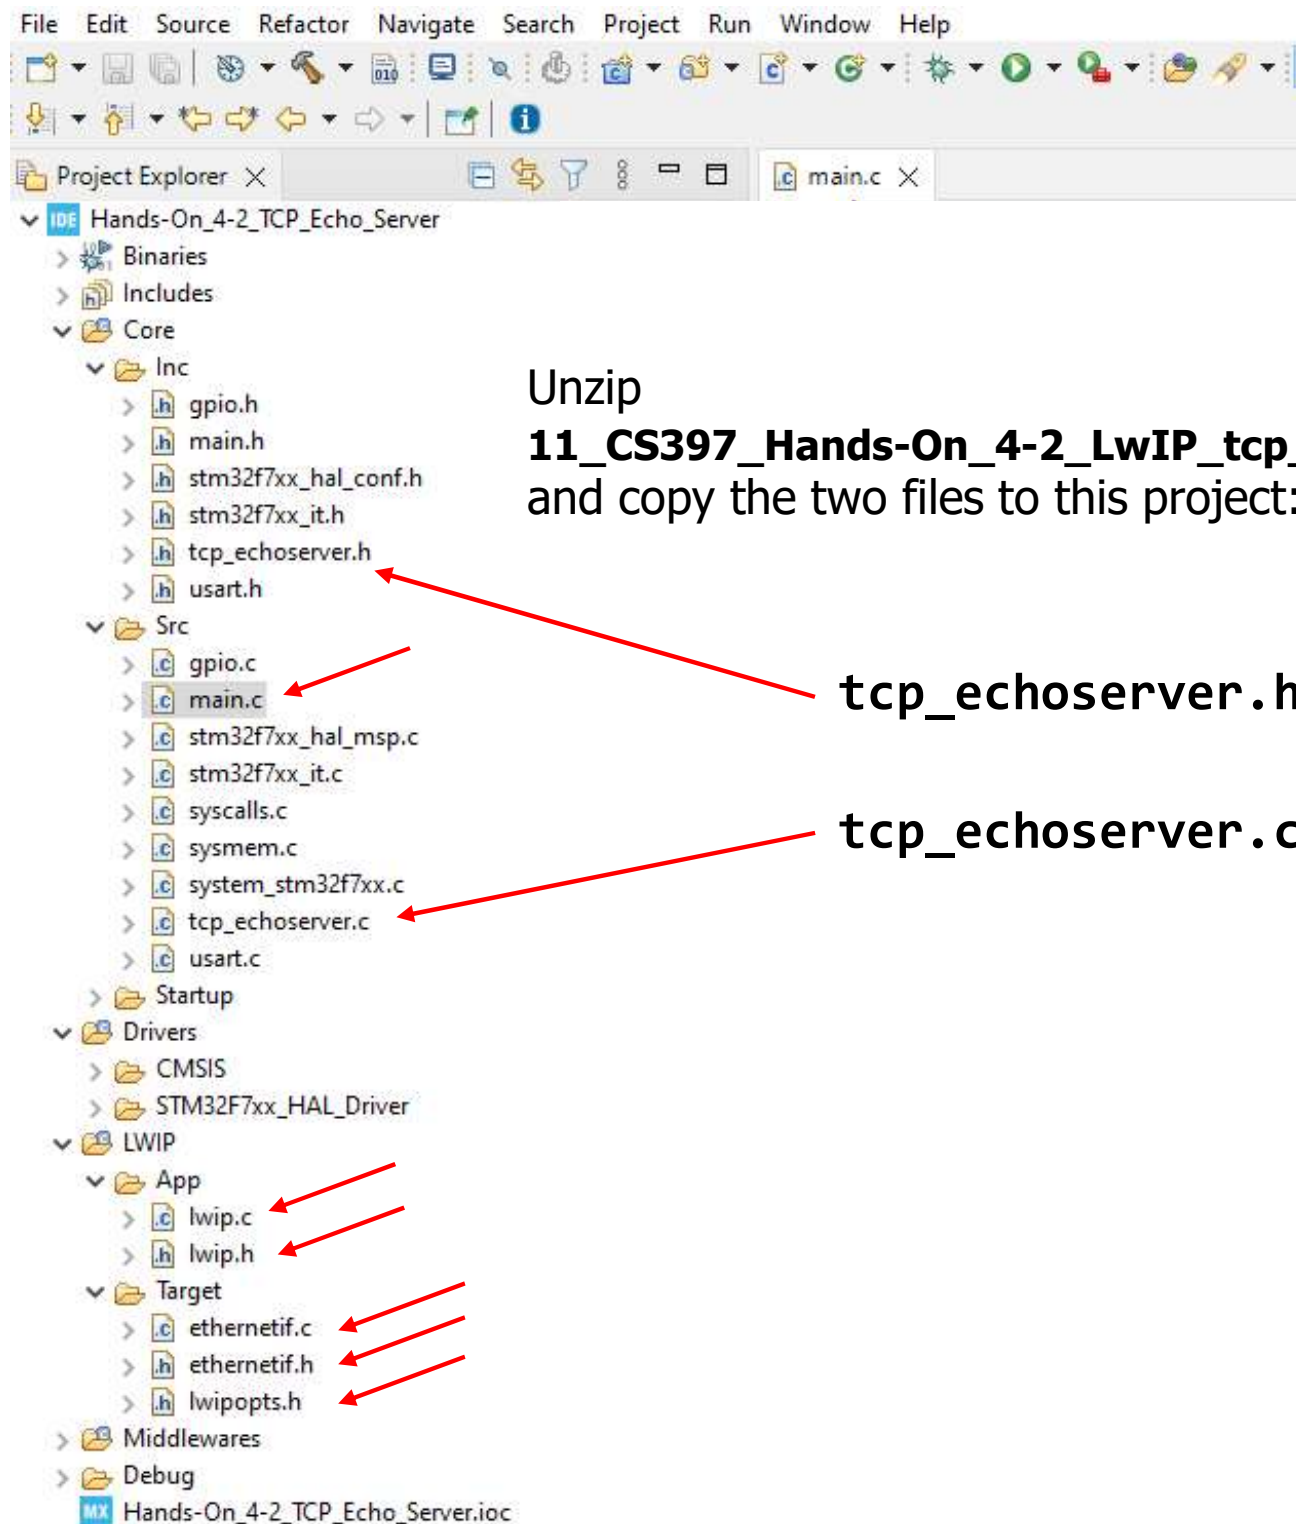 File Edit Source Refactor Navigate Search Project Run Window Help
010
Project Explorer
main.c
IDE Hands-On_4-2_TCP_Echo_Server
Binaries
Includes
Core
Inc
.h gpio.h
.h main.h
.h stm32f7xx_hal_conf.h
.h stm32f7xx_it.h
.h tcp_echoserver.h
.h usart.h
Src
.c gpio.c
.c main.c
.c stm32f7xx_hal_msp.c
.c stm32f7xx_it.c
.c syscalls.c
.c sysmem.c
.c system_stm32f7xx.c
.c tcp_echoserver.c
.c usart.c
Startup
Drivers
CMSIS
STM32F7xx_HAL_Driver
LWIP
App
.c lwip.c
.h lwip.h
Target
.c ethernetif.c
.h ethernetif.h
.h lwipopts.h
Middlewares
Debug
MX Hands-On_4-2_TCP_Echo_Server.ioc
Unzip
11_CS397_Hands-On_4-2_LwIP_tcp_
and copy the two files to this project:
tcp_echoserver.h
tcp_echoserver.c